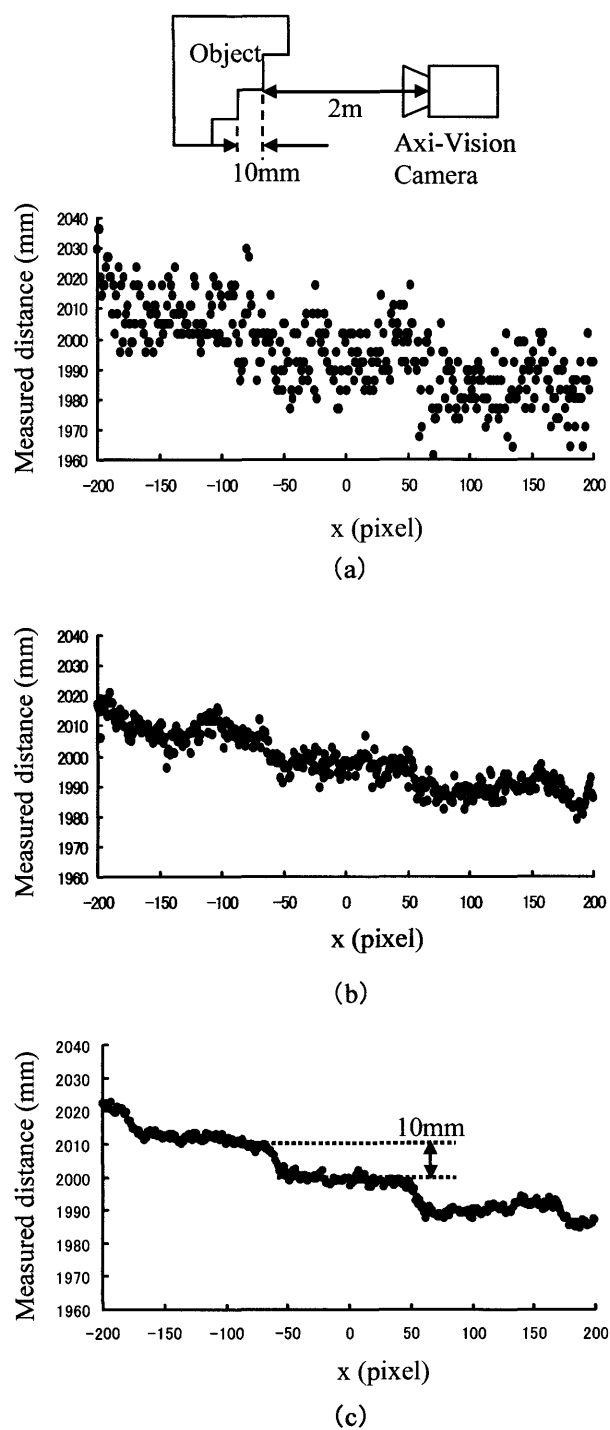 Object
2m
10mm
Axi-Vision
Camera
Measured distance (mm)
2040
2030
2020
2010
2000
1990
1980
1970
1960
-200 -150 -100 -50 0 50 100 150 200
x (pixel)
(a)
Measured distance (mm)
2040
2030
2020
2010
2000
1990
1980
1970
1960
-200 -150 -100 -50 0 50 100 150 200
x (pixel)
(b)
Measured distance (mm)
2040
2030
2020
2010
2000
1990
1980
1970
1960
10mm
-200 -150 -100 -50 0 50 100 150 200
x (pixel)
(c)